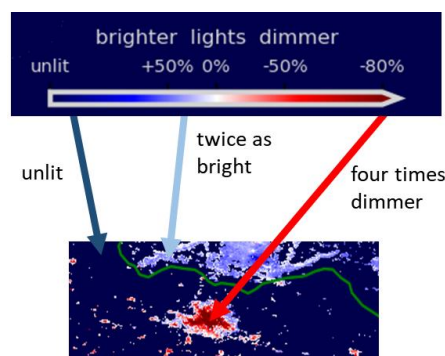 brighter lights dimmer
unlit +50% 0% -50% -80%
unlit
twice as
bright
four times
dimmer